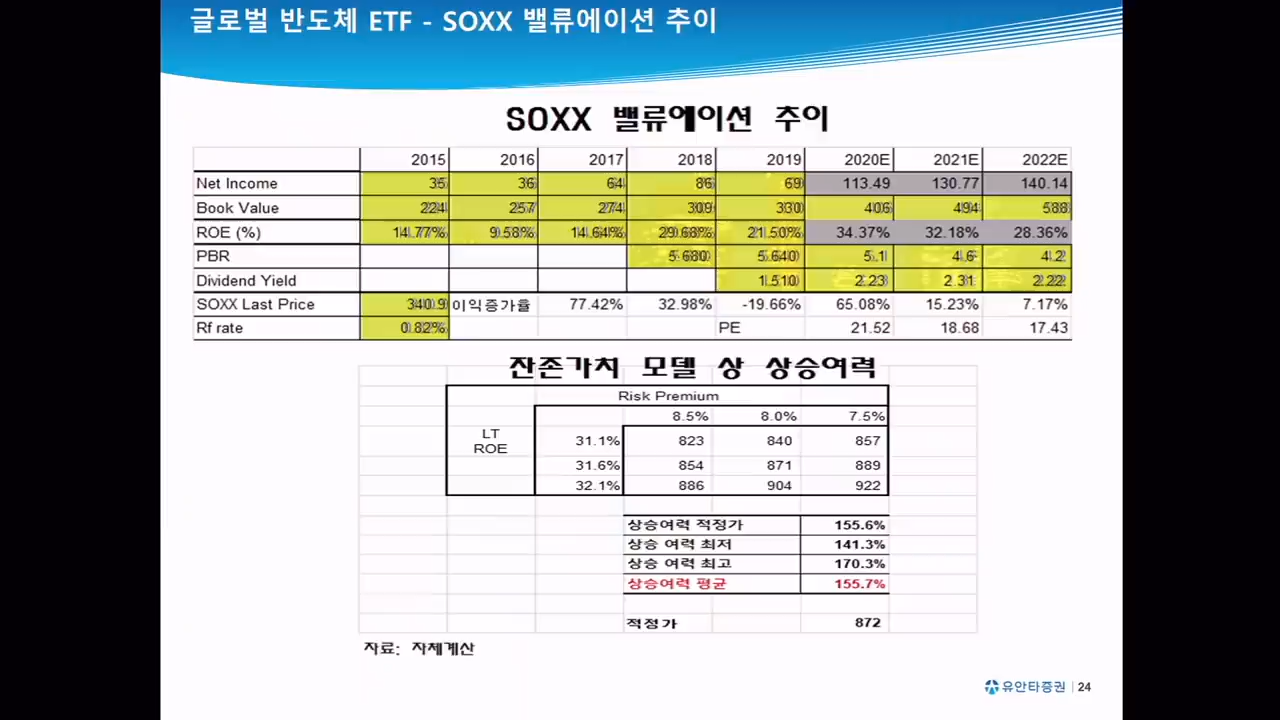 글로벌 반도체 ETF - SOXX 밸류에이션 추이
SOXX 밸류에이션 추이
2015 2016 2017 2018 2019 2020E 2021E 2022E
Net Income 35 36 64 86 69 113.49 130.77 140.14
Book Value 224 257 274 309 330 406 494 588
ROE (%) 14.77% 9.58% 14.64% 29.68% 21.50% 34.37% 32.18% 28.36%
PBR 5.680 5.640 5.1 4.6 4.2
Dividend Yield 1.510 2.23 2.31 2.22
SOXX Last Price 340.9 이익증가율 77.42% 32.98% -19.66% 65.08% 15.23% 7.17%
Rf rate 0.82% PE 21.52 18.68 17.43
잔존가치 모델 상 상승여력
Risk Premium
8.5% 8.0% 7.5%
LT
ROE
31.1% 823 840 857
31.6% 854 871 889
32.1% 886 904 922
상승여력 적정가 155.6%
상승 여력 최저 141.3%
상승 여력 최고 170.3%
상승여력 평균 155.7%
적정가 872
자료: 자체계산
유안타증권 24